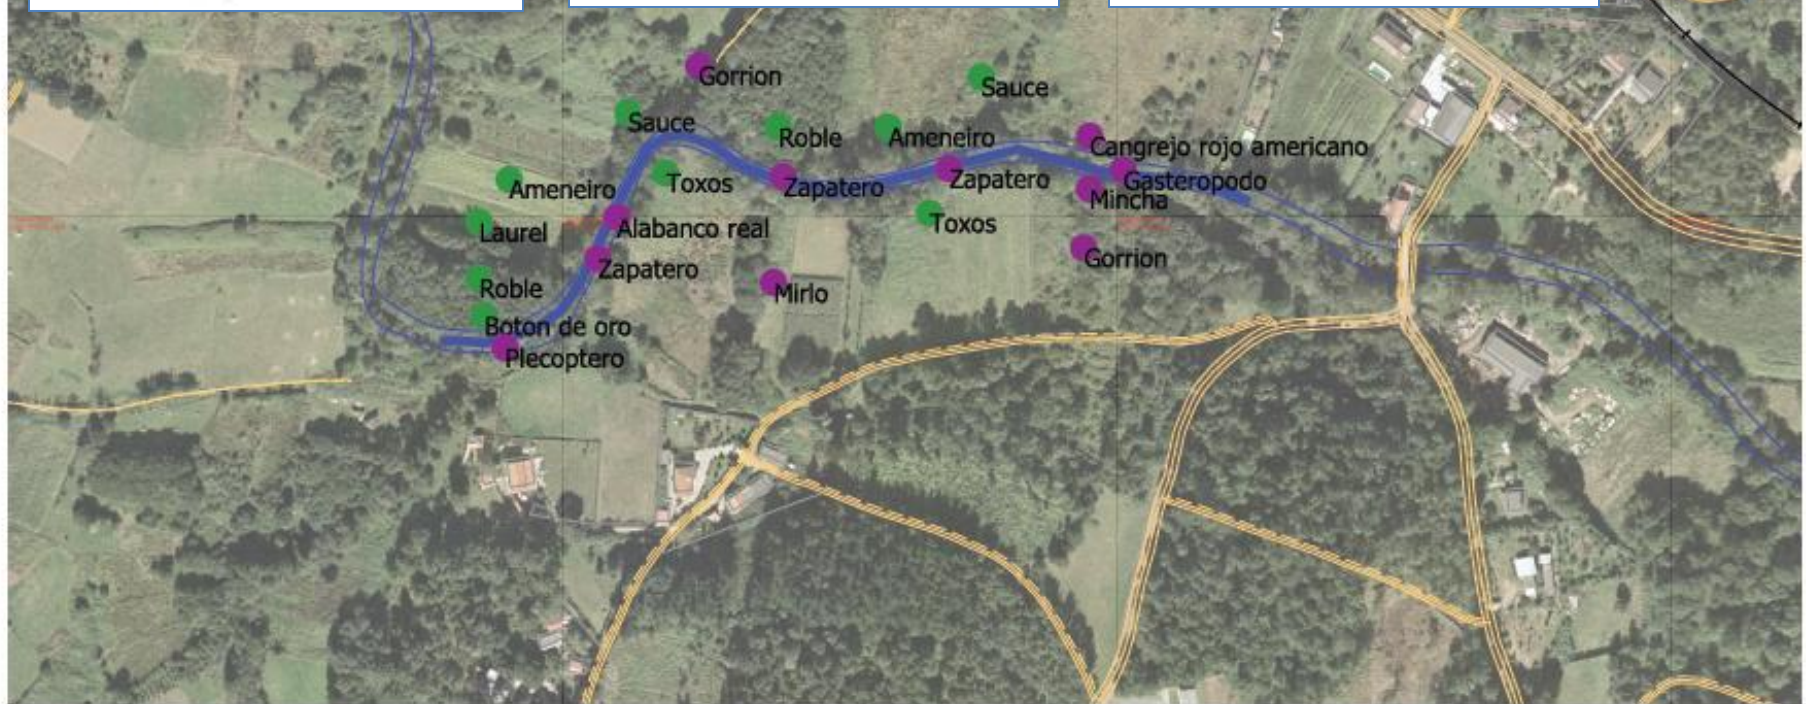 Gorrion
Sauce
Sauce
Roble
Ameneiro
Cangrejo rojo americano
Ameneiro
Toxos
Zapatero
Zapatero
Gasteropodo
Mincha
Laurel
Alabanco real
Toxos
Zapatero
Gorrion
Roble
Mirlo
Boton de oro
Plecoptero